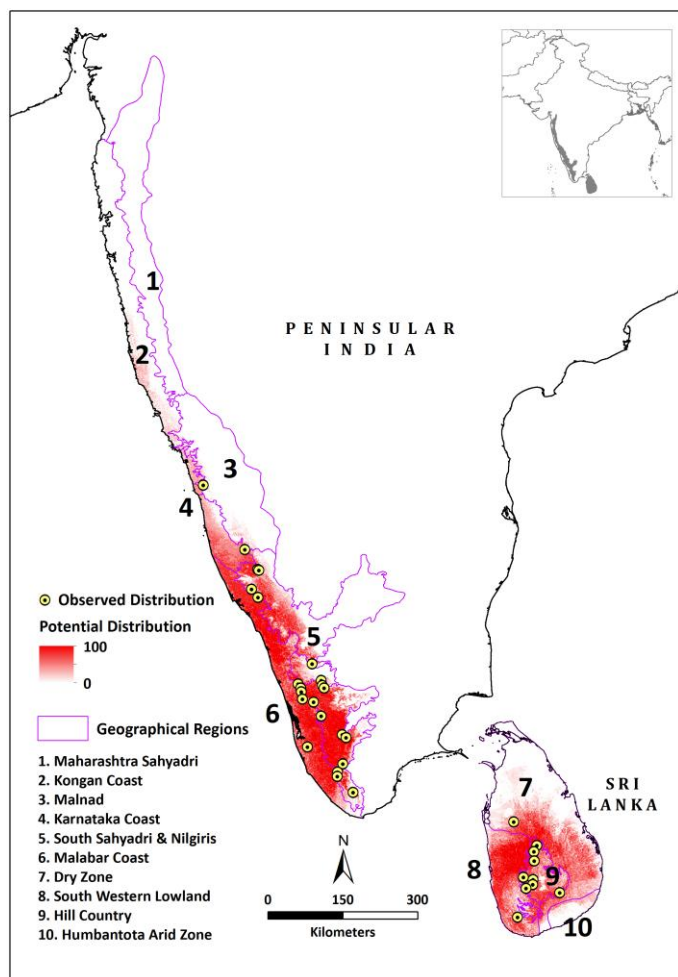 1
2
PENINSULAR
INDIA
3
4
Observed Distribution
Potential Distribution
100
0
5
6
Geographical Regions
1. Maharashtra Sahyadri
2. Kongan Coast
3. Malnad
4. Karnataka Coast
5. South Sahyadri & Nilgiris
6. Malabar Coast
7. Dry Zone
8. South Western Lowland
9. Hill Country
10. Humbantota Arid Zone
N
0 150 300
Kilometers
7
SRI
LANKA
8
9
10